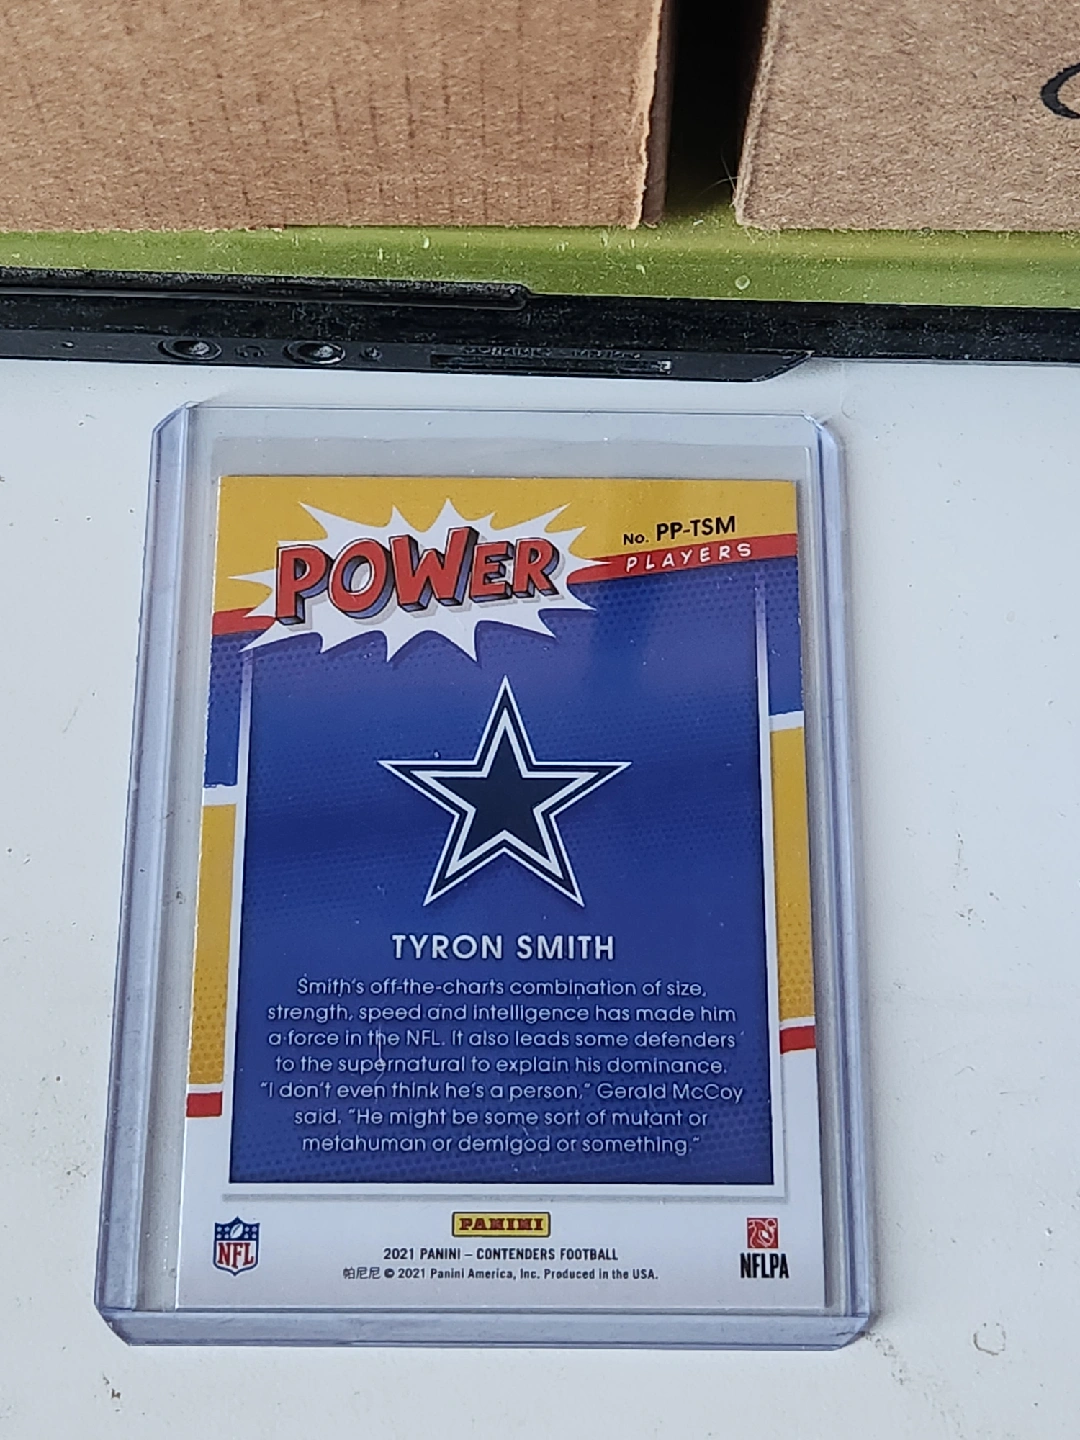 POWER
No. PP-TSM
PLAYERS
TYRON SMITH
Smith's off-the-charts combination of size,
strength, speed and intelligence has made him
a force in the NFL. It also leads some defenders
to the supernatural to explain his dominance.
"I don't even think he's a person," Gerald McCoy
said. "He might be some sort of mutant or
metahuman or demigod or something."
PANINI
NFL
2021 PANINI – CONTENDERS FOOTBALL
帕尼尼 © 2021 Panini America, Inc. Produced in the USA.
NFLPA